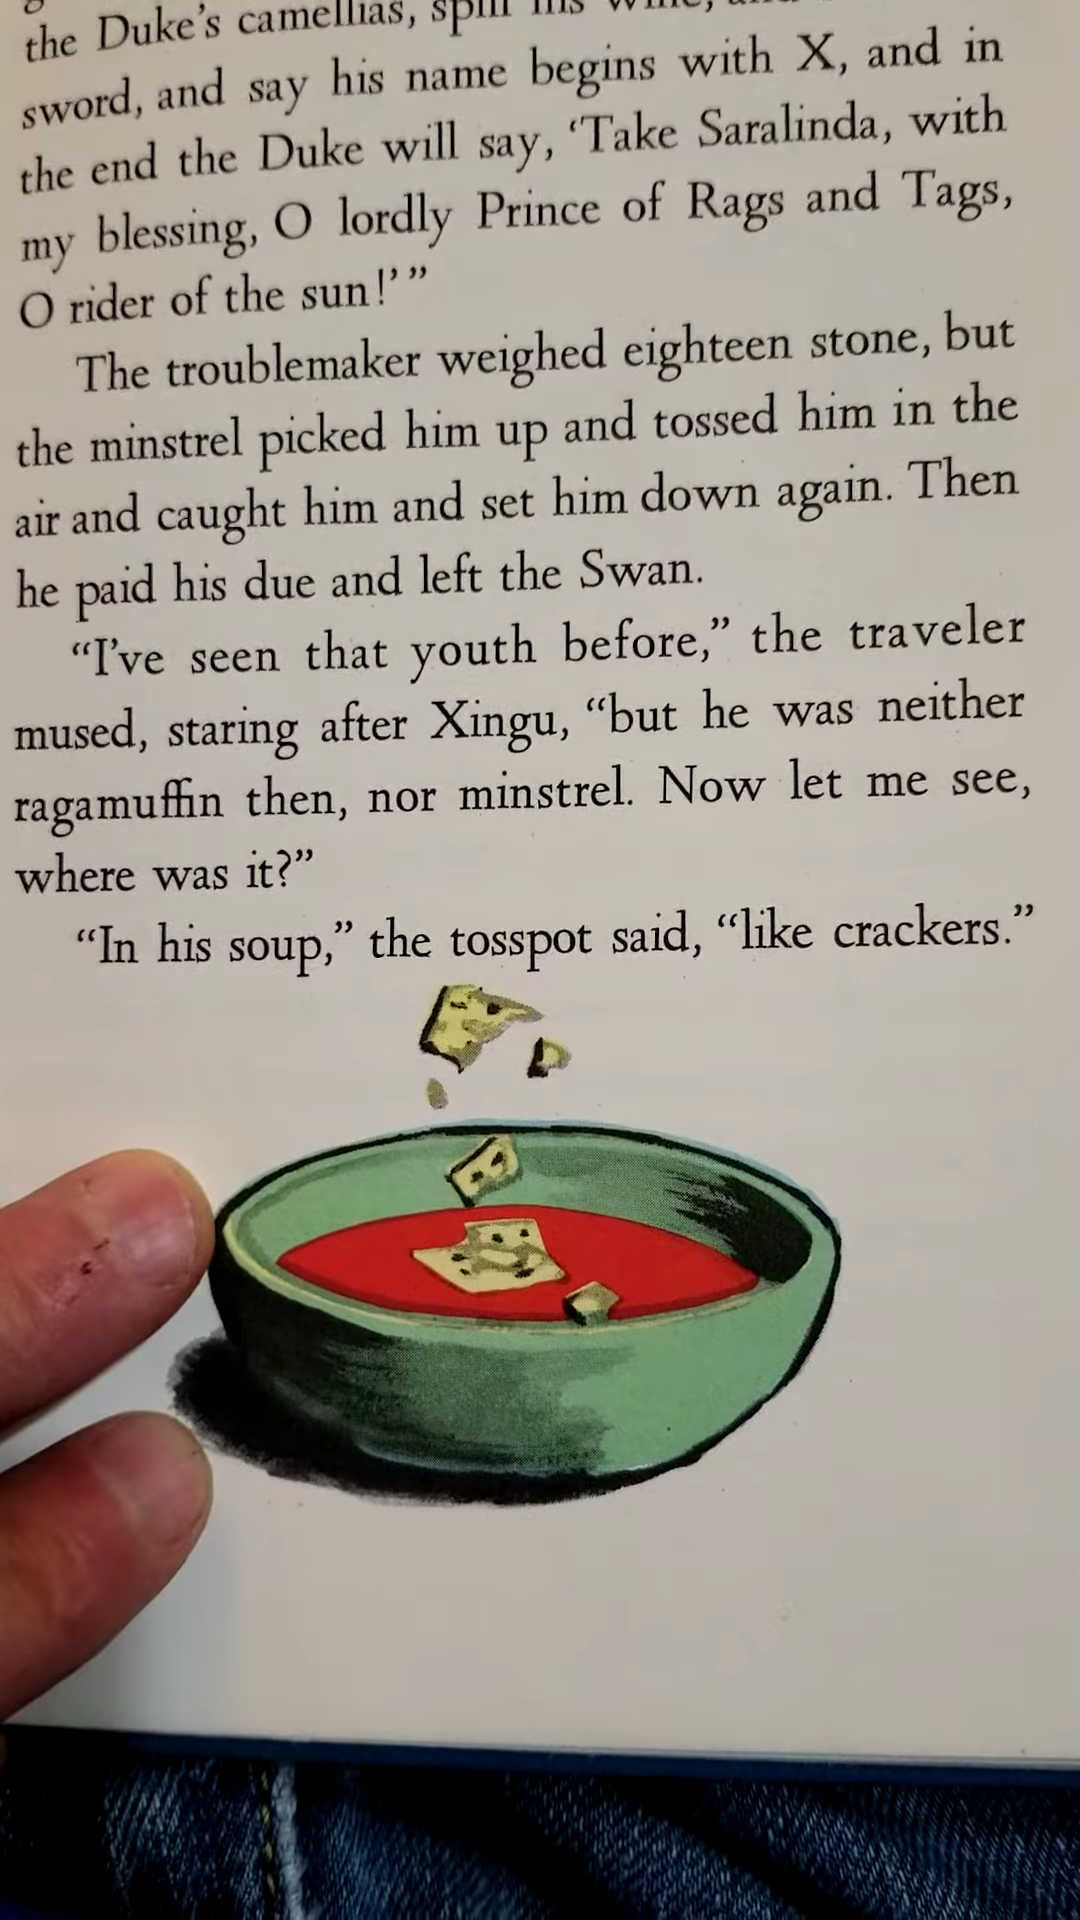 the Duke's camellias, spill his wine,
sword, and say his name begins with X, and in
the end the Duke will say, ‘Take Saralinda, with
my blessing, O lordly Prince of Rags and Tags,
O rider of the sun!’ ”
The troublemaker weighed eighteen stone, but
the minstrel picked him up and tossed him in the
air and caught him and set him down again. Then
he paid his due and left the Swan.
“I've seen that youth before,” the traveler
mused, staring after Xingu, “but he was neither
ragamuffin then, nor minstrel. Now let me see,
where was it?”
“In his soup,” the tosspot said, “like crackers.”